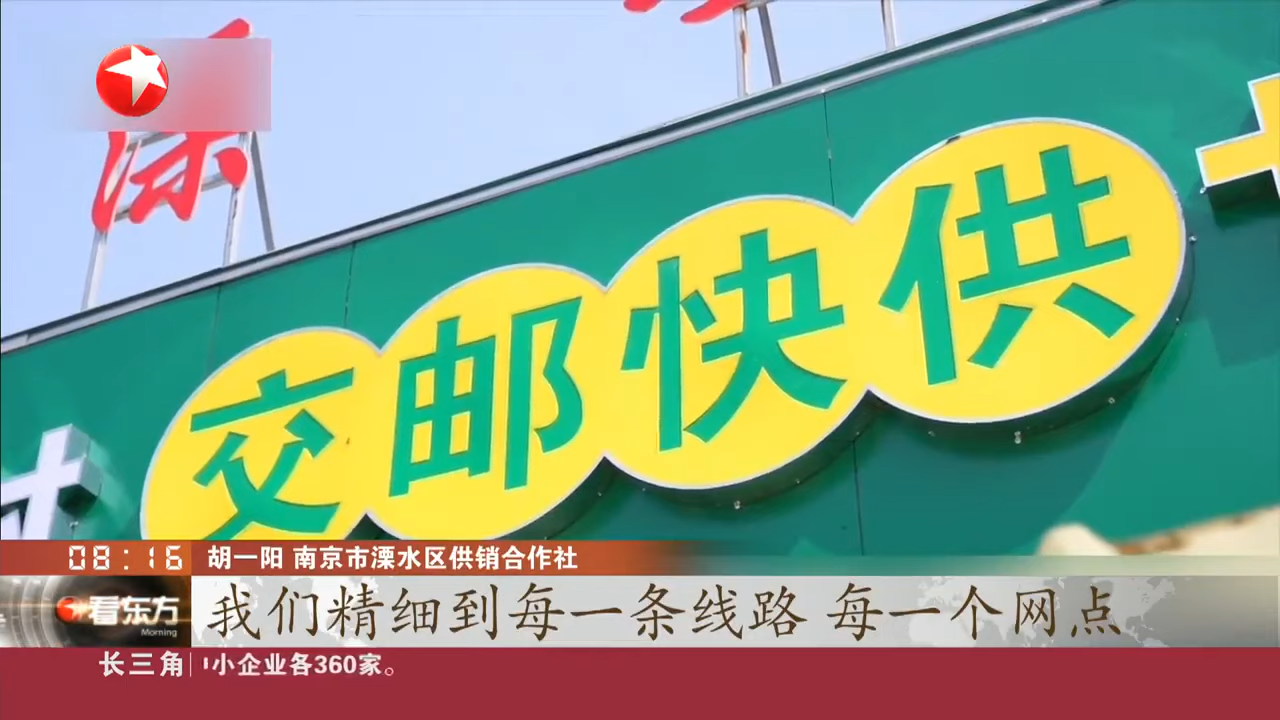 溧
交邮快供
08:16
胡一阳 南京市溧水区供销合作社
看东方
Morning
我们精细到每一条线路 每一个网点
长三角
小企业各360家。